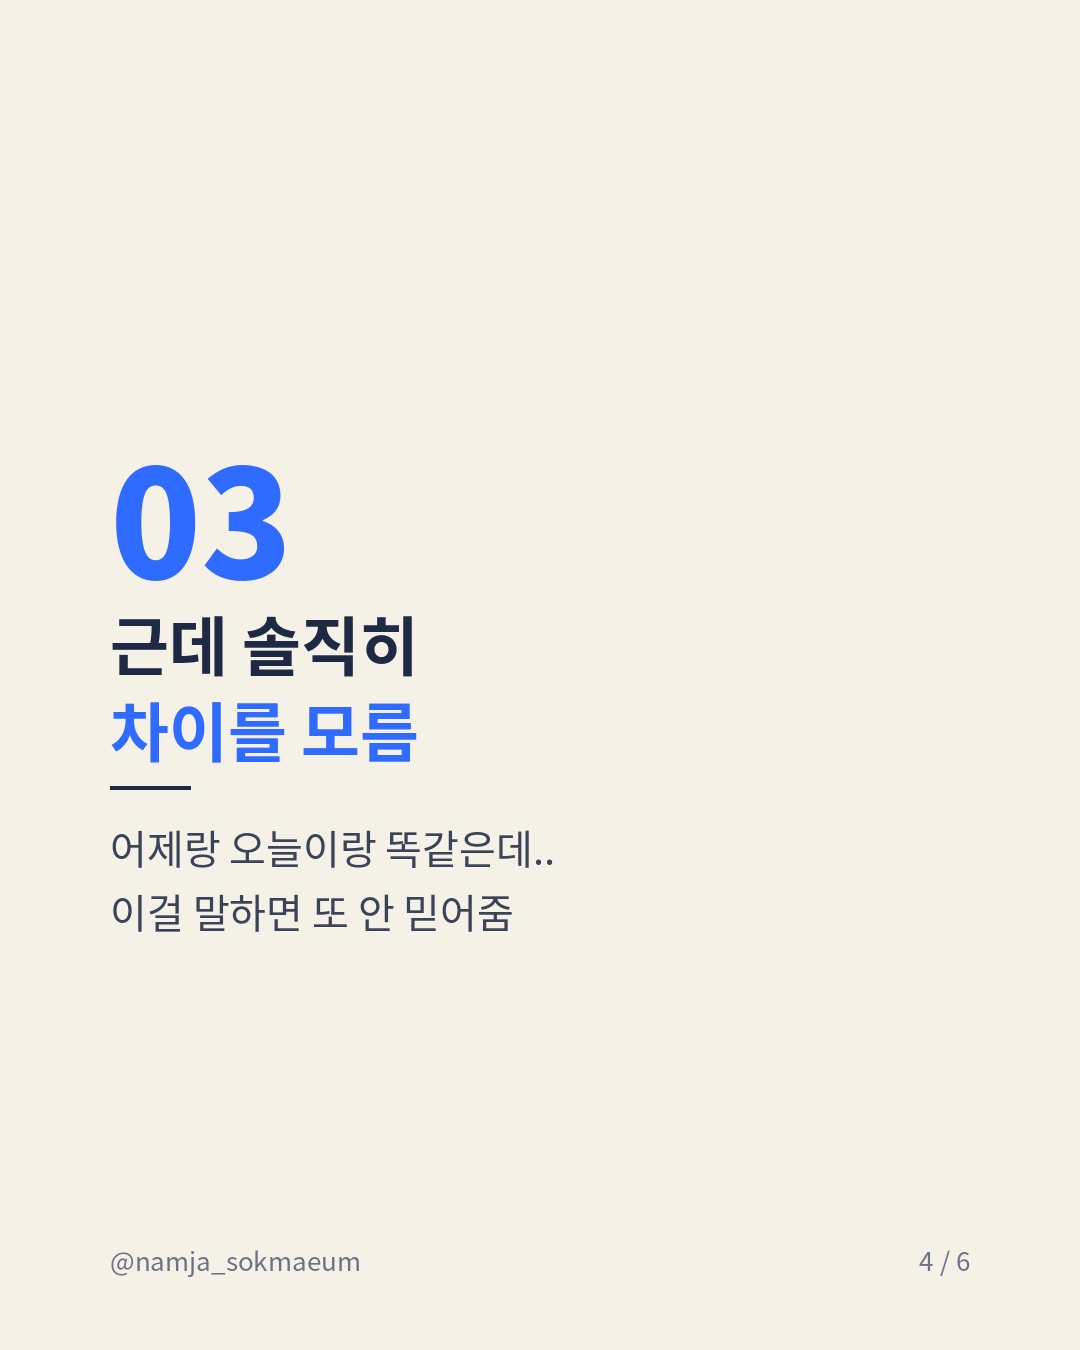 03
근데 솔직히
차이를 모름
어제랑 오늘이랑 똑같은데..
이걸 말하면 또 안 믿어줌
@namja_sokmaeum
4 / 6